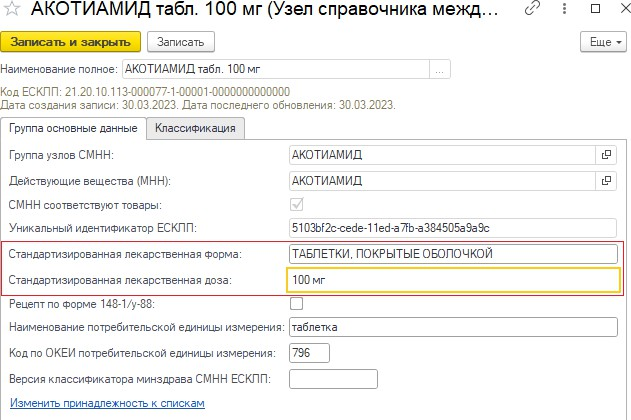 АКОТИАМИД табл. 100 мг (Узел справочника межд...
Записать и закрыть Записать Еще
Наименование полное: АКОТИАМИД табл. 100 мг ...
Код ЕСКЛП: 21.20.10.113-000077-1-00001-0000000000000
Дата создания записи: 30.03.2023. Дата последнего обновления: 30.03.2023.
Группа основные данные Классификация
Группа узлов СМНН: АКОТИАМИД
Действующие вещества (МНН): АКОТИАМИД
СМНН соответствуют товары:
Уникальный идентификатор ЕСКЛП: 5103bf2c-cede-11ed-a7fb-a384505a9a9c
Стандартизированная лекарственная форма: ТАБЛЕТКИ, ПОКРЫТЫЕ ОБОЛОЧКОЙ
Стандартизированная лекарственная доза: 100 мг
Рецепт по форме 148-1/у-88:
Наименование потребительской единицы измерения: таблетка
Код по ОКЕИ потребительской единицы измерения: 796
Версия классификатора минздрава СМНН ЕСКЛП:
Изменить принадлежность к спискам